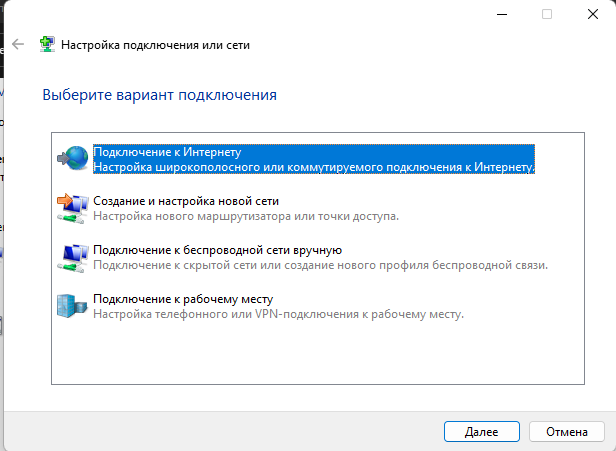 Настройка подключения или сети
Выберите вариант подключения
Подключение к Интернету
Настройка широкополосного или коммутируемого подключения к Интернету.
Создание и настройка новой сети
Настройка нового маршрутизатора или точки доступа.
Подключение к беспроводной сети вручную
Подключение к скрытой сети или создание нового профиля беспроводной связи.
Подключение к рабочему месту
Настройка телефонного или VPN-подключения к рабочему месту.
Далее
Отмена